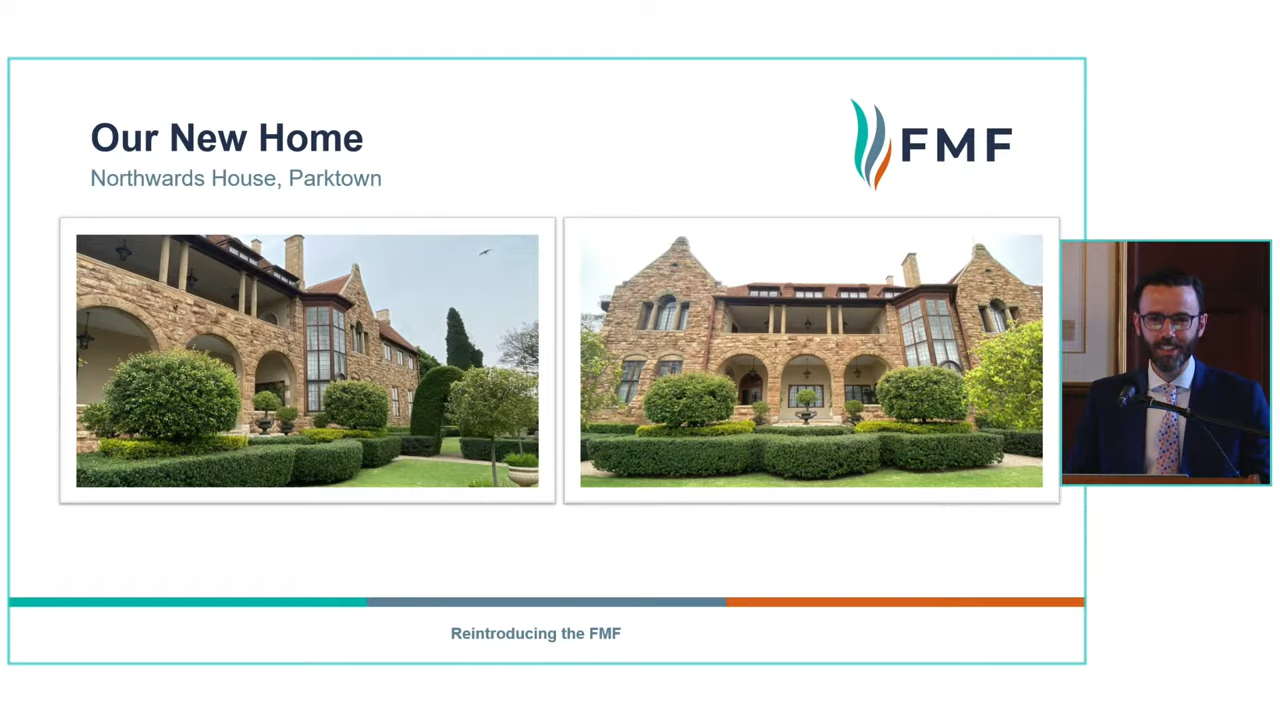 Our New Home
Northwards House, Parktown
FMF
Reintroducing the FMF